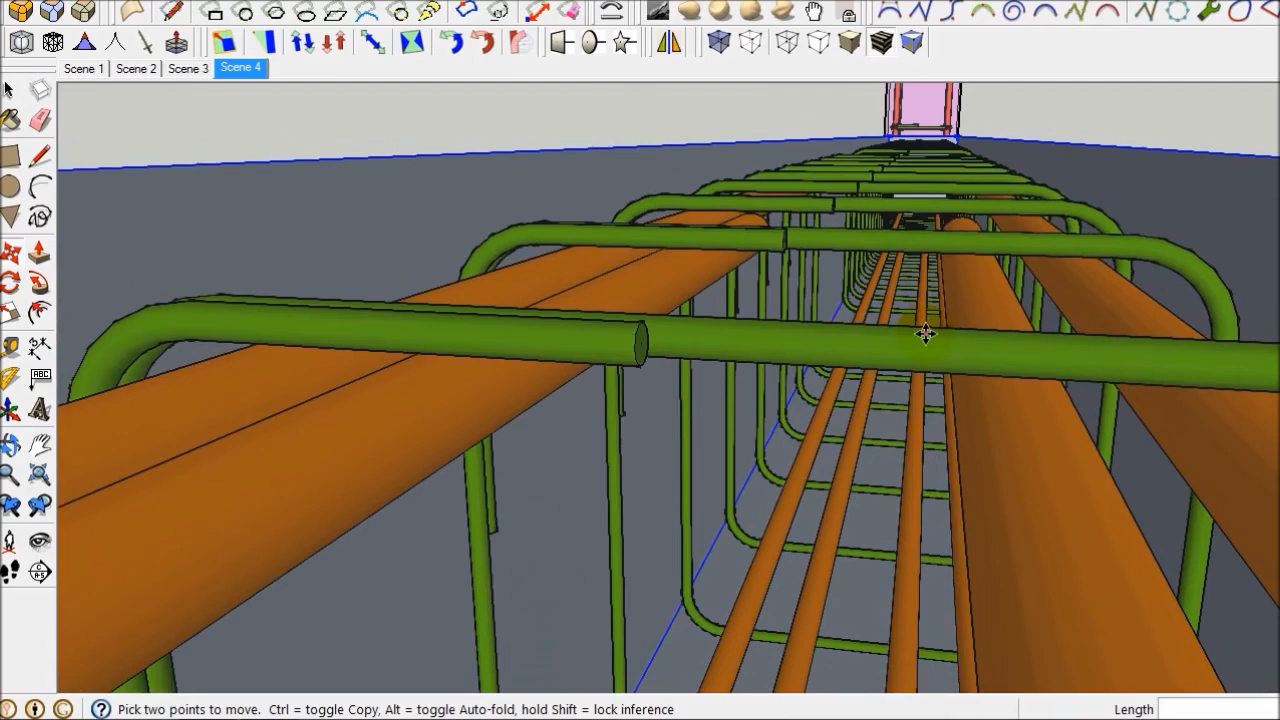 Scene 1 Scene 2 Scene 3 Scene 4
ABC
Pick two points to move. Ctrl = toggle Copy, Alt = toggle Auto-fold, hold Shift = lock inference Length